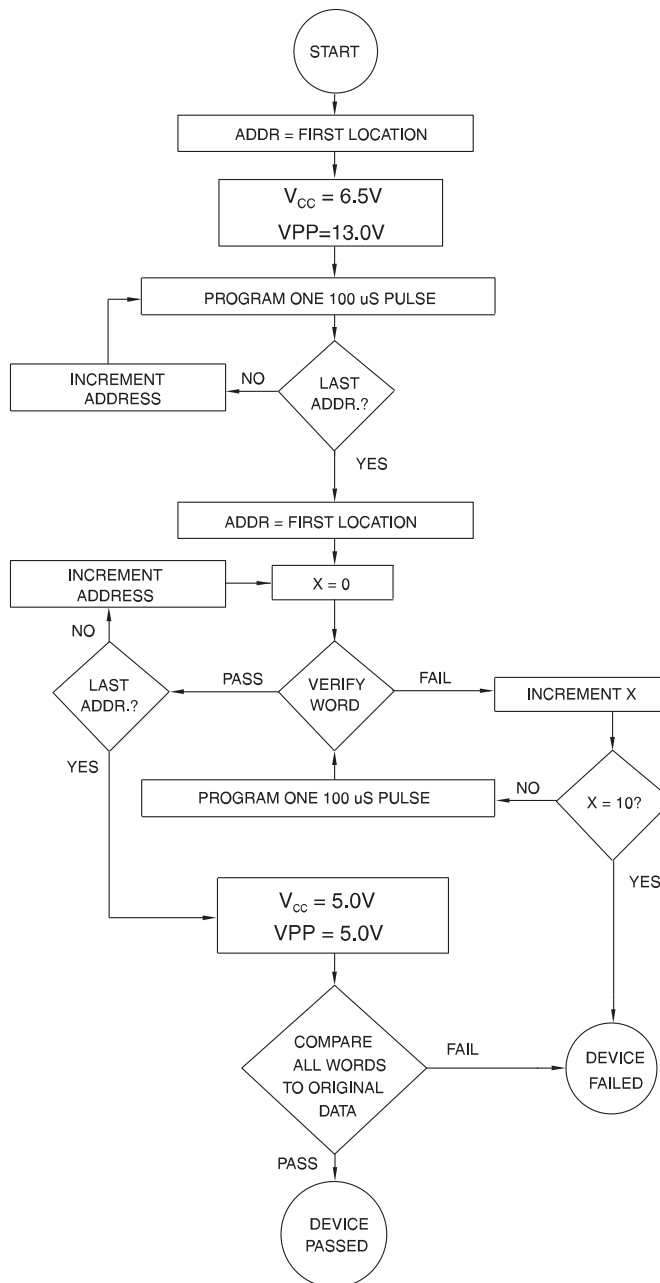 START
ADDR = FIRST LOCATION
VCC = 6.5V
VPP=13.0V
PROGRAM ONE 100 uS PULSE
INCREMENT
ADDRESS
NO
LAST
ADDR.?
YES
ADDR = FIRST LOCATION
INCREMENT
ADDRESS
X = 0
NO
LAST
ADDR.?
PASS
VERIFY
WORD
FAIL
INCREMENT X
YES
PROGRAM ONE 100 uS PULSE
NO
X = 10?
YES
VCC = 5.0V
VPP = 5.0V
COMPARE
ALL WORDS
TO ORIGINAL
DATA
FAIL
DEVICE
FAILED
PASS
DEVICE
PASSED